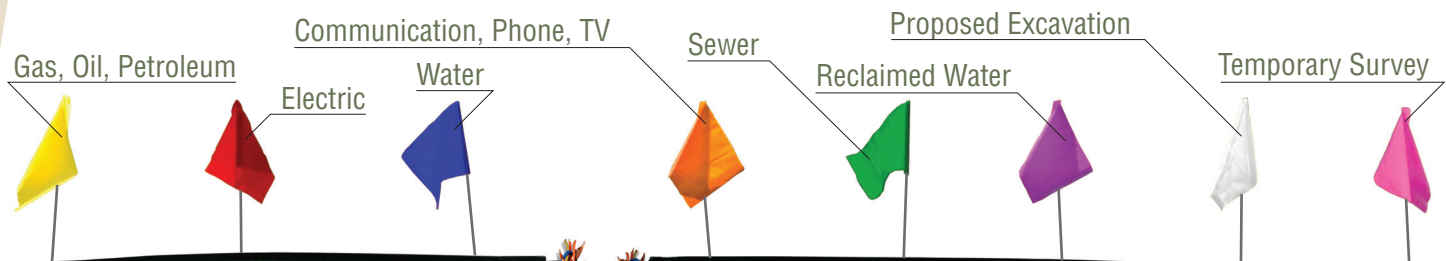 Gas, Oil, Petroleum
Electric
Water
Communication, Phone, TV
Sewer
Reclaimed Water
Proposed Excavation
Temporary Survey